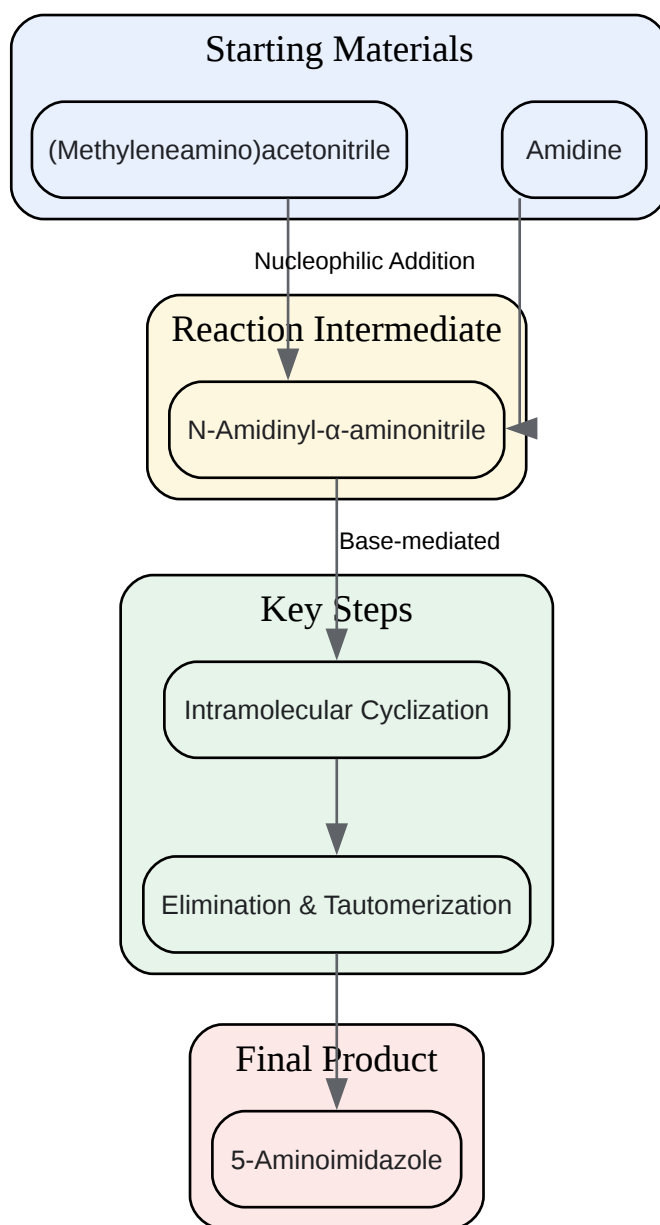 Starting Materials
(Methyleneamino)acetonitrile
Amidine
Nucleophilic Addition
Reaction Intermediate
N-Amidinyl-α-aminonitrile
Base-mediated
Key Steps
Intramolecular Cyclization
Elimination & Tautomerization
Final Product
5-Aminoimidazole